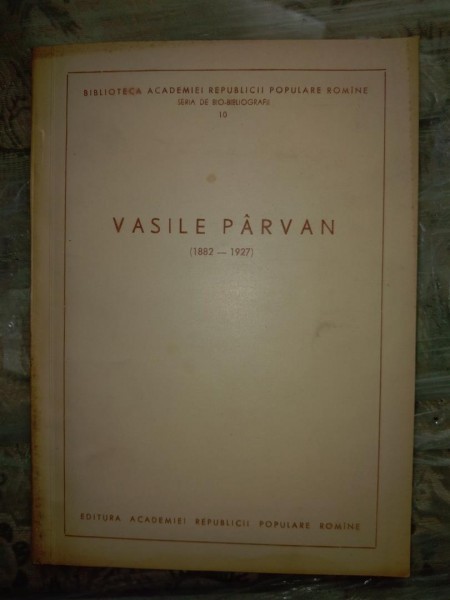 BIBLIOTECA ACADEMIEI REPUBLICII POPULARE ROMÎNE
SERIA DE BIO-BIBLIOGRAFII
10
VASILE PÂRVAN
(1882 — 1927)
EDITURA ACADEMIEI REPUBLICII POPULARE ROMÎNE